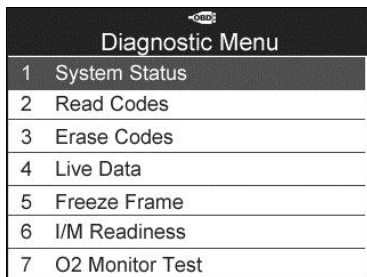 OBD
Diagnostic Menu
1 System Status
2 Read Codes
3 Erase Codes
4 Live Data
5 Freeze Frame
6 I/M Readiness
7 O2 Monitor Test